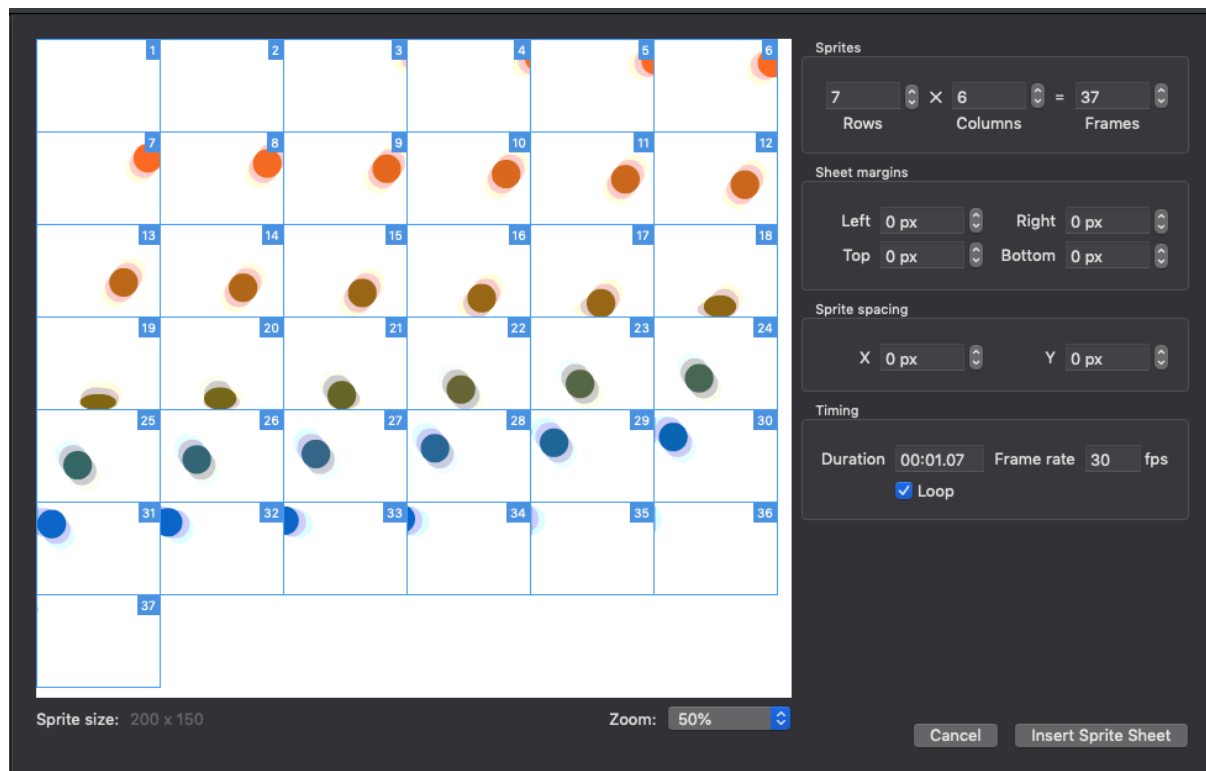 1 2 3 4 5 6
7 8 9 10 11 12
13 14 15 16 17 18
19 20 21 22 23 24
25 26 27 28 29 30
31 32 33 34 35 36
37
Sprite size: 200 x 150
Zoom: 50%
Sprites
7 × 6 = 37
Rows Columns Frames
Sheet margins
Left 0 px Right 0 px
Top 0 px Bottom 0 px
Sprite spacing
X 0 px Y 0 px
Timing
Duration 00:01.07 Frame rate 30 fps
Loop
Cancel Insert Sprite Sheet